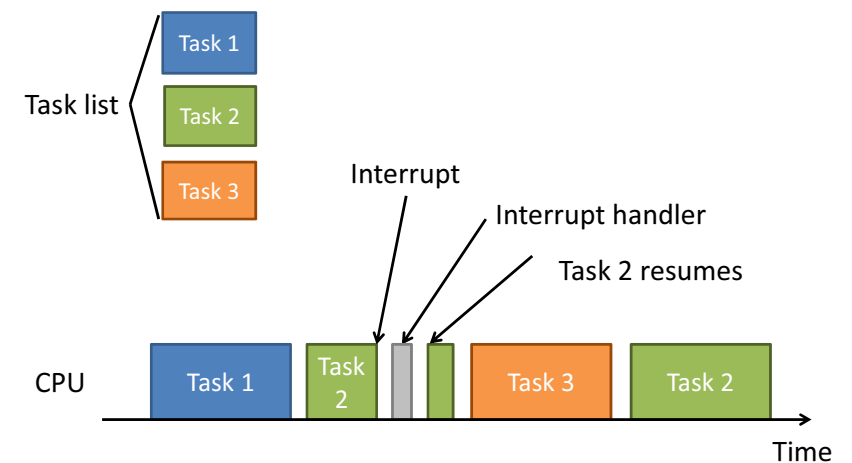 Task 1
Task list
Task 2
Task 3
Interrupt
Interrupt handler
Task 2 resumes
CPU
Task 1
Task
2
Task 3
Task 2
Time